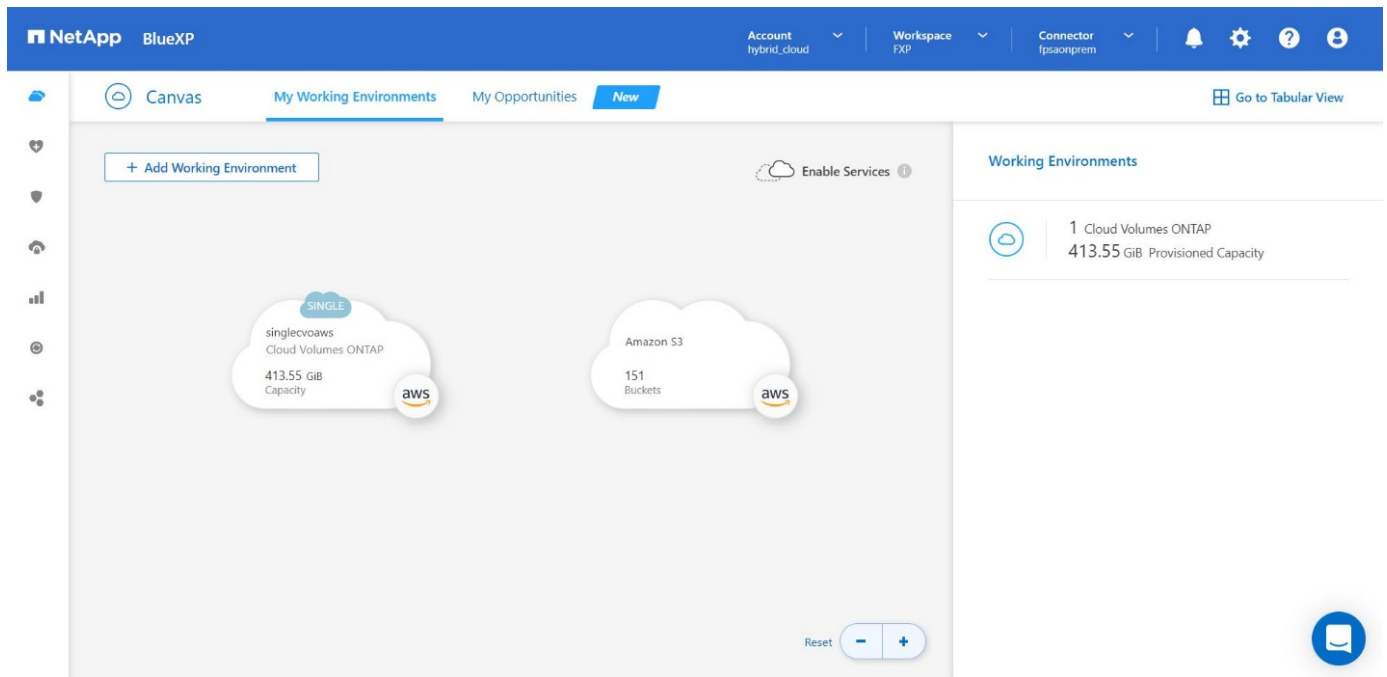 NetApp BlueXP
Account
hybrid_cloud
Workspace
FXP
Connector
fpsaonprem
Canvas
My Working Environments
My Opportunities
New
Go to Tabular View
+ Add Working Environment
Enable Services
SINGLE
singlecvoaws
Cloud Volumes ONTAP
413.55 GiB
Capacity
aws
Amazon S3
151
Buckets
aws
Reset
- +
Working Environments
1 Cloud Volumes ONTAP
413.55 GiB Provisioned Capacity